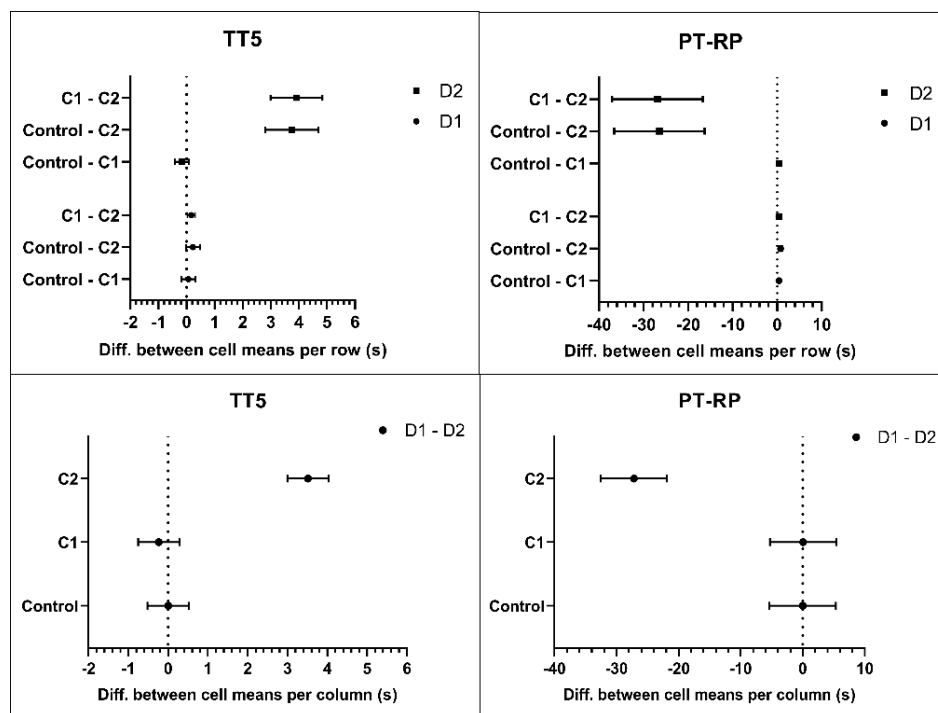 TT5
D2
D1
C1 - C2
Control - C2
Control - C1
C1 - C2
Control - C2
Control - C1
-2 -1 0 1 2 3 4 5 6
Diff. between cell means per row (s)
PT-RP
D2
D1
C1 - C2
Control - C2
Control - C1
C1 - C2
Control - C2
Control - C1
-40 -30 -20 -10 0 10
Diff. between cell means per row (s)
TT5
D1 - D2
C2
C1
Control
-2 -1 0 1 2 3 4 5 6
Diff. between cell means per column (s)
PT-RP
D1 - D2
C2
C1
Control
-40 -30 -20 -10 0 10
Diff. between cell means per column (s)